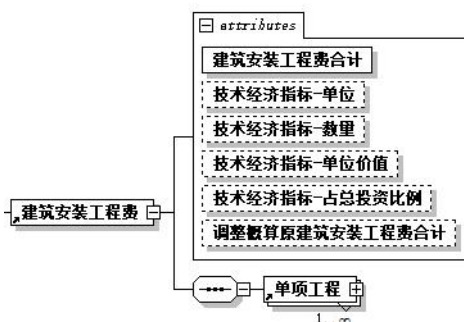 attributes
建筑安装工程费合计
技术经济指标-单位
技术经济指标-数量
技术经济指标-单位价值
技术经济指标-占总投资比例
调整概算原建筑安装工程费合计
建筑安装工程费
单项工程
1..∞